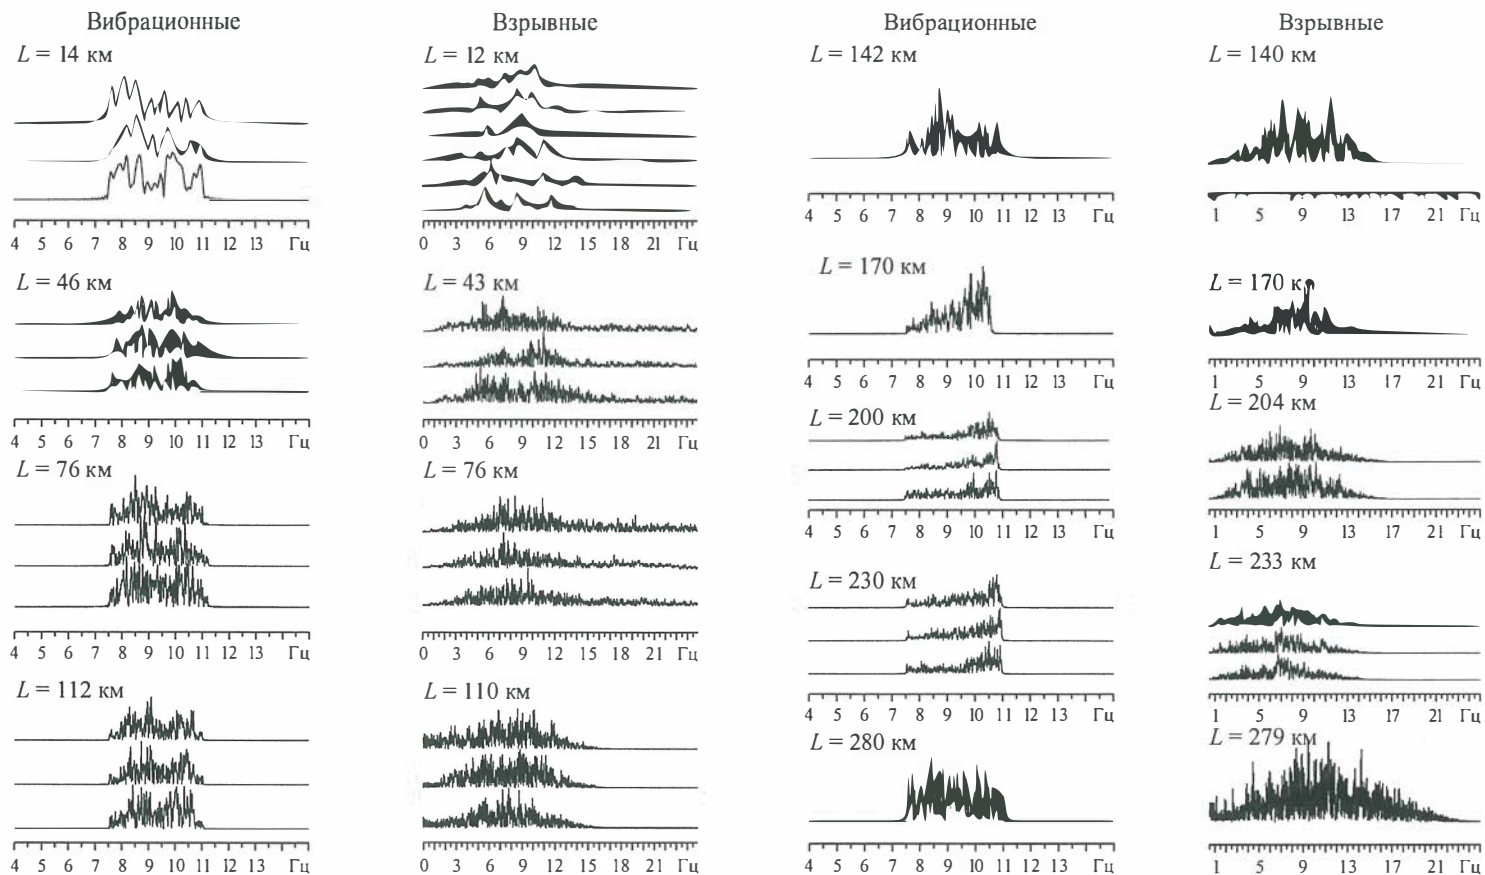 Вибрационные
L = 14 км
4 5 6 7 8 9 10 11 12 13 Гц
L = 46 км
4 5 6 7 8 9 10 11 12 13 Гц
L = 76 км
4 5 6 7 8 9 10 11 12 13 Гц
L = 112 км
4 5 6 7 8 9 10 11 12 13 Гц
Взрывные
L = 12 км
0 3 6 9 12 15 18 21 Гц
L = 43 км
0 3 6 9 12 15 18 21 Гц
L = 76 км
0 3 6 9 12 15 18 21 Гц
L = 110 км
0 3 6 9 12 15 18 21 Гц
Вибрационные
L = 142 км
4 5 6 7 8 9 10 11 12 13 Гц
L = 170 км
4 5 6 7 8 9 10 11 12 13 Гц
L = 200 км
4 5 6 7 8 9 10 11 12 13 Гц
L = 230 км
4 5 6 7 8 9 10 11 12 13 Гц
L = 280 км
4 5 6 7 8 9 10 11 12 13 Гц
Взрывные
L = 140 км
1 5 9 13 17 21 Гц
L = 170 к
1 5 9 13 17 21 Гц
L = 204 км
1 5 9 13 17 21 Гц
L = 233 км
1 5 9 13 17 21 Гц
L = 279 км
1 5 9 13 17 21 Гц